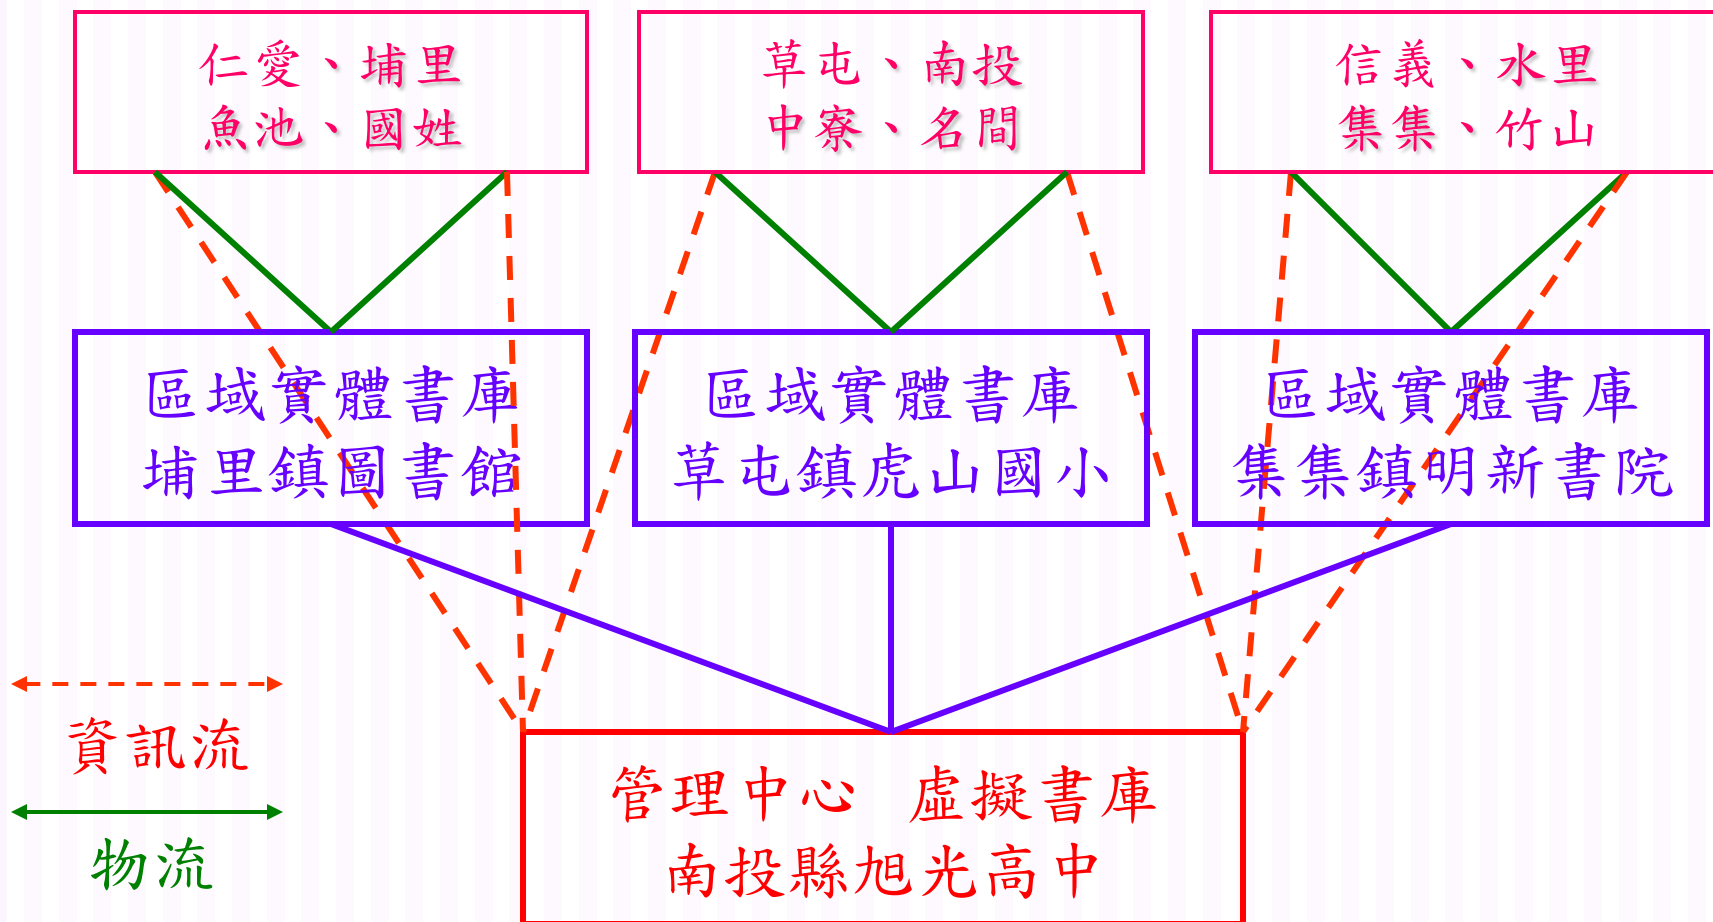 仁愛、埔里
魚池、國姓
草屯、南投
中寮、名間
信義、水里
集集、竹山
區域實體書庫
埔里鎮圖書館
區域實體書庫
草屯鎮虎山國小
區域實體書庫
集集鎮明新書院
資訊流
物流
管理中心 虛擬書庫
南投縣旭光高中